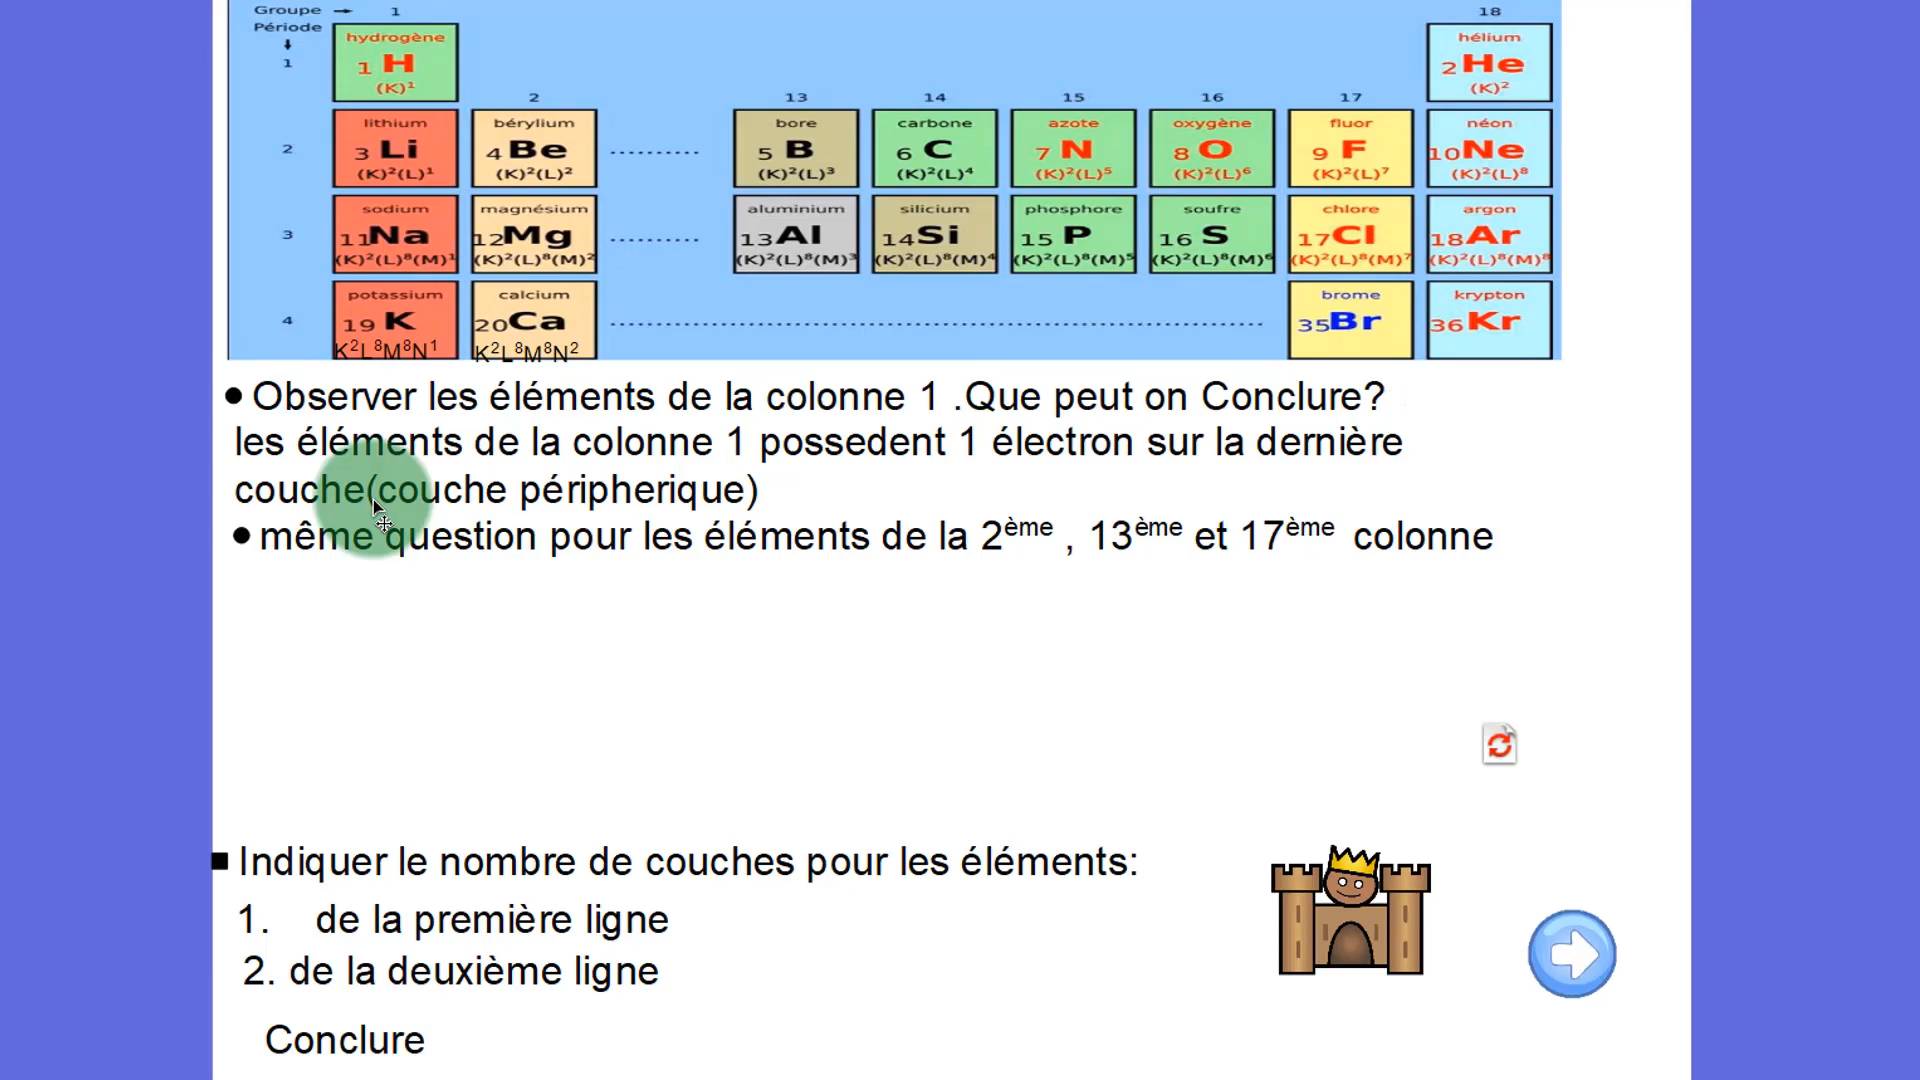 Groupe → 1 18
Période
↓
1 hydrogène hélium
1 H 2 He
(K)¹ (K)²
2 13 14 15 16 17
2 lithium bérylium bore carbone azote oxygène fluor néon
3 Li 4 Be ........ 5 B 6 C 7 N 8 O 9 F 10 Ne
(K)²(L)¹ (K)²(L)² (K)²(L)³ (K)²(L)⁴ (K)²(L)⁵ (K)²(L)⁶ (K)²(L)⁷ (K)²(L)⁸
3 sodium magnésium aluminium silicium phosphore soufre chlore argon
11 Na 12 Mg ........ 13 Al 14 Si 15 P 16 S 17 Cl 18 Ar
(K)²(L)⁸(M)¹ (K)²(L)⁸(M)² (K)²(L)⁸(M)³ (K)²(L)⁸(M)⁴ (K)²(L)⁸(M)⁵ (K)²(L)⁸(M)⁶ (K)²(L)⁸(M)⁷ (K)²(L)⁸(M)⁸
4 potassium calcium brome krypton
19 K 20 Ca ........ 35 Br 36 Kr
K²L⁸M⁸N¹ K²L⁸M⁸N²
● Observer les éléments de la colonne 1 .Que peut on Conclure?
les éléments de la colonne 1 possedent 1 électron sur la dernière
couche(couche péripherique)
● même question pour les éléments de la 2ème , 13ème et 17ème colonne
■ Indiquer le nombre de couches pour les éléments:
1. de la première ligne
2. de la deuxième ligne
Conclure